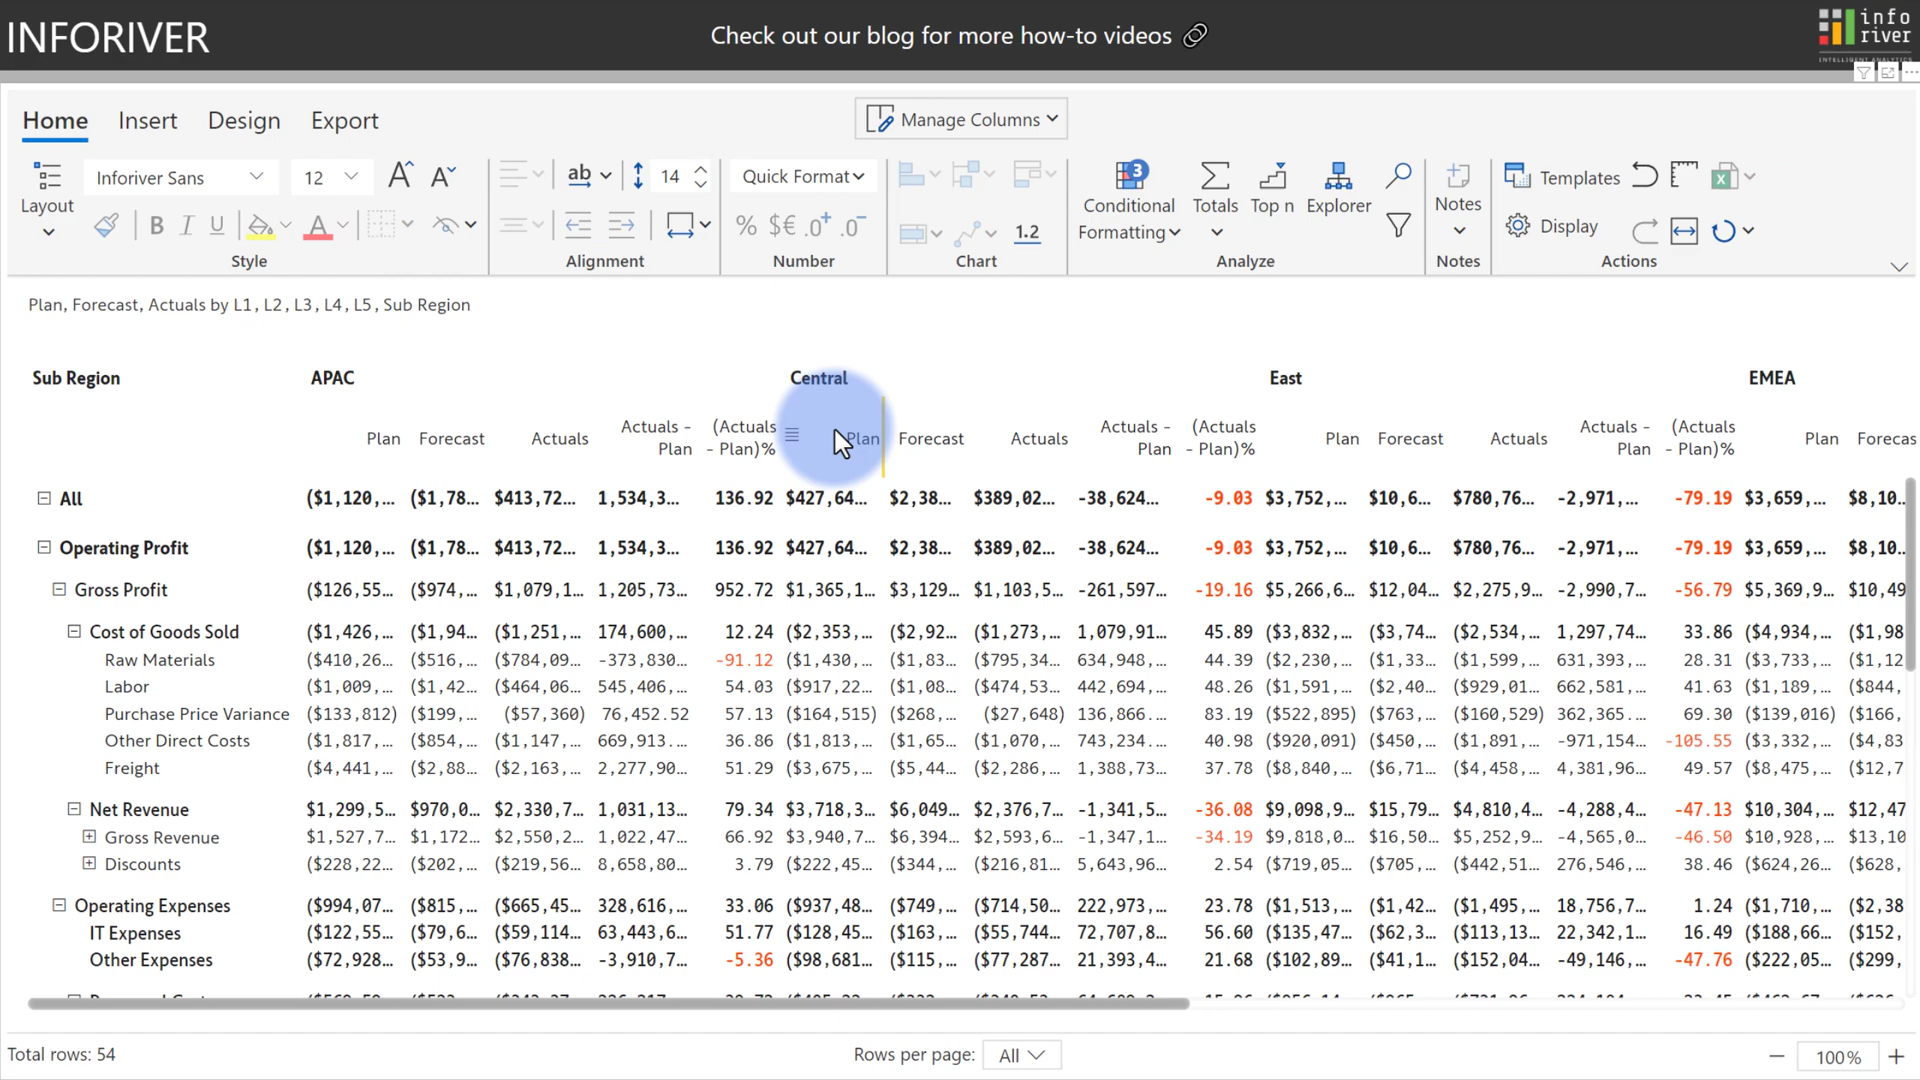 INFORIVER
Check out our blog for more how-to videos
info
river
INTELLIGENT ANALYTICS
Home Insert Design Export
Manage Columns
Layout
Inforiver Sans 12
Style
ab 14
Alignment
Quick Format
% $€ .0+ .0-
Number
1.2
Chart
3
Conditional
Formatting
Totals Top n Explorer
Analyze
Notes
Notes
Templates
Display
Actions
Plan, Forecast, Actuals by L1, L2, L3, L4, L5, Sub Region
Sub Region APAC Central East EMEA
Plan Forecast Actuals Actuals - Plan (Actuals - Plan)% Plan Forecast Actuals Actuals - Plan (Actuals - Plan)% Plan Forecast Actuals Actuals - Plan (Actuals - Plan)% Plan Forecas
All ($1,120,... ($1,78... $413,72... 1,534,3... 136.92 $427,64... $2,38... $389,02... -38,624... -9.03 $3,752,... $10,6... $780,76... -2,971,... -79.19 $3,659,... $8,10..
Operating Profit ($1,120,... ($1,78... $413,72... 1,534,3... 136.92 $427,64... $2,38... $389,02... -38,624... -9.03 $3,752,... $10,6... $780,76... -2,971,... -79.19 $3,659,... $8,10..
Gross Profit ($126,55... ($974,... $1,079,1... 1,205,73... 952.72 $1,365,1... $3,129... $1,103,5... -261,597... -19.16 $5,266,6... $12,04... $2,275,9... -2,990,7... -56.79 $5,369,9... $10,49
Cost of Goods Sold ($1,426,... ($1,94... ($1,251,... 174,600,... 12.24 ($2,353,... ($2,92... ($1,273,... 1,079,91... 45.89 ($3,832,... ($3,74... ($2,534,... 1,297,74... 33.86 ($4,934,... ($1,98
Raw Materials ($410,26... ($516,... ($784,09... -373,830... -91.12 ($1,430,... ($1,83... ($795,34... 634,948,... 44.39 ($2,230,... ($1,33... ($1,599,... 631,393,... 28.31 ($3,733,... ($1,12
Labor ($1,009,... ($1,42... ($464,06... 545,406,... 54.03 ($917,22... ($1,08... ($474,53... 442,694,... 48.26 ($1,591,... ($2,40... ($929,01... 662,581,... 41.63 ($1,189,... ($844,
Purchase Price Variance ($133,812) ($199,... ($57,360) 76,452.52 57.13 ($164,515) ($268,... ($27,648) 136,866.... 83.19 ($522,895) ($763,... ($160,529) 362,365.... 69.30 ($139,016) ($166,
Other Direct Costs ($1,817,... ($854,... ($1,147,... 669,913.... 36.86 ($1,813,... ($1,65... ($1,070,... 743,234.... 40.98 ($920,091) ($450,... ($1,891,... -971,154... -105.55 ($3,332,... ($4,83
Freight ($4,441,... ($2,88... ($2,163,... 2,277,90... 51.29 ($3,675,... ($5,44... ($2,286,... 1,388,73... 37.78 ($8,840,... ($6,71... ($4,458,... 4,381,96... 49.57 ($8,475,... ($12,7
Net Revenue $1,299,5... $970,0... $2,330,7... 1,031,13... 79.34 $3,718,3... $6,049... $2,376,7... -1,341,5... -36.08 $9,098,9... $15,79... $4,810,4... -4,288,4... -47.13 $10,304,... $12,47
Gross Revenue $1,527,7... $1,172... $2,550,2... 1,022,47... 66.92 $3,940,7... $6,394... $2,593,6... -1,347,1... -34.19 $9,818,0... $16,50... $5,252,9... -4,565,0... -46.50 $10,928,... $13,10
Discounts ($228,22... ($202,... ($219,56... 8,658,80... 3.79 ($222,45... ($344,... ($216,81... 5,643,96... 2.54 ($719,05... ($705,... ($442,51... 276,546,... 38.46 ($624,26... ($628,
Operating Expenses ($994,07... ($815,... ($665,45... 328,616,... 33.06 ($937,48... ($749,... ($714,50... 222,973,... 23.78 ($1,513,... ($1,42... ($1,495,... 18,756,7... 1.24 ($1,710,... ($2,38
IT Expenses ($122,55... ($79,6... ($59,114... 63,443,6... 51.77 ($128,45... ($163,... ($55,744... 72,707,8... 56.60 ($135,47... ($62,3... ($113,13... 22,342,1... 16.49 ($188,66... ($152,
Other Expenses ($72,928... ($53,9... ($76,838... -3,910,7... -5.36 ($98,681... ($115,... ($77,287... 21,393,4... 21.68 ($102,89... ($41,1... ($152,04... -49,146,... -47.76 ($222,05... ($299,
Total rows: 54
Rows per page: All
100%